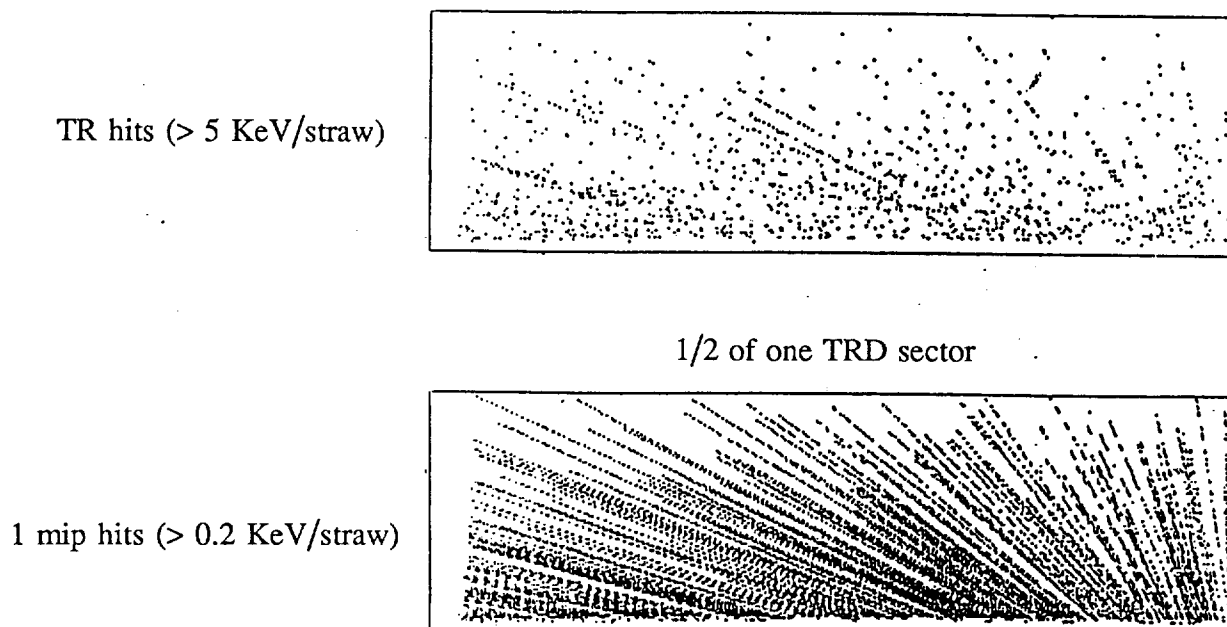 TR hits (> 5 KeV/straw)
1/2 of one TRD sector
1 mip hits (> 0.2 KeV/straw)